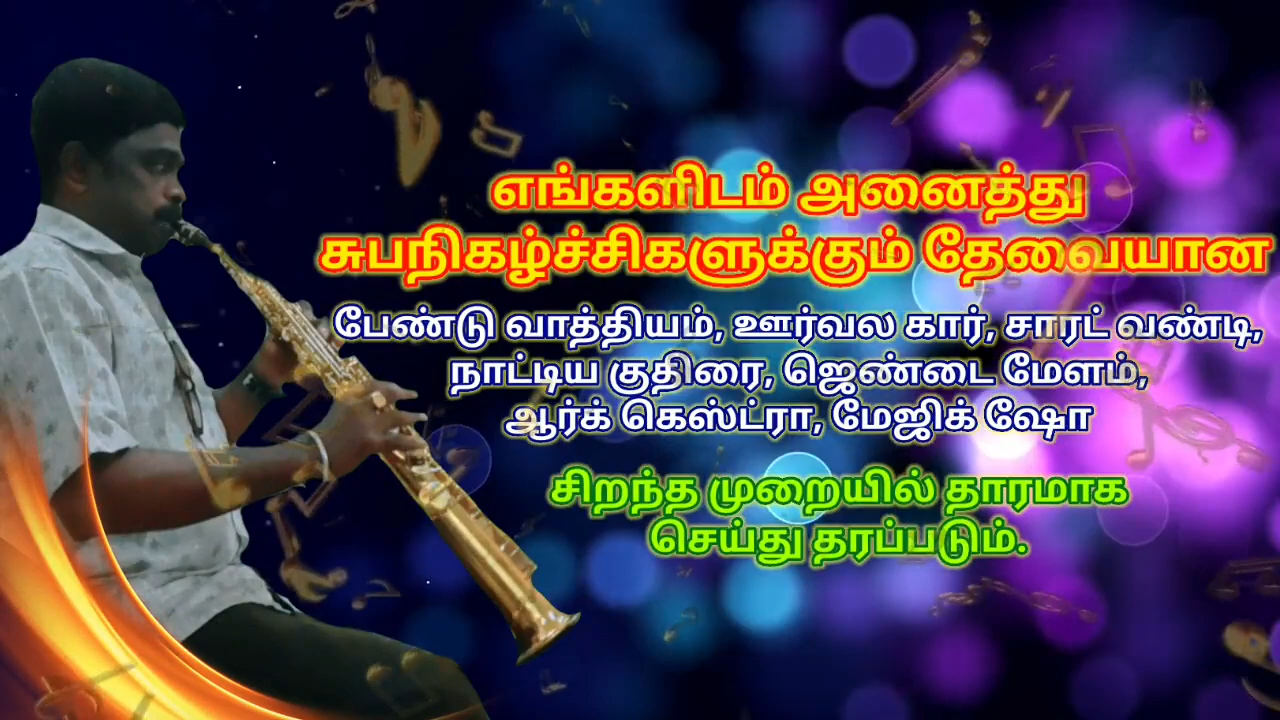 எங்களிடம் அனைத்து
சுபநிகழ்ச்சிகளுக்கும் தேவையான
பேண்டு வாத்தியம், ஊர்வல கார், சாரட் வண்டி,
நாட்டிய குதிரை, ஜெண்டை மேளம்,
ஆர்க் கெஸ்ட்ரா, மேஜிக் ஷோ
சிறந்த முறையில் தாரமாக
செய்து தரப்படும்.